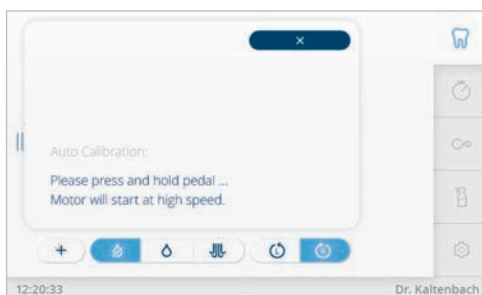 ×
Auto Calibration:
Please press and hold pedal ...
Motor will start at high speed.
12:20:33
Dr. Kaltenbach